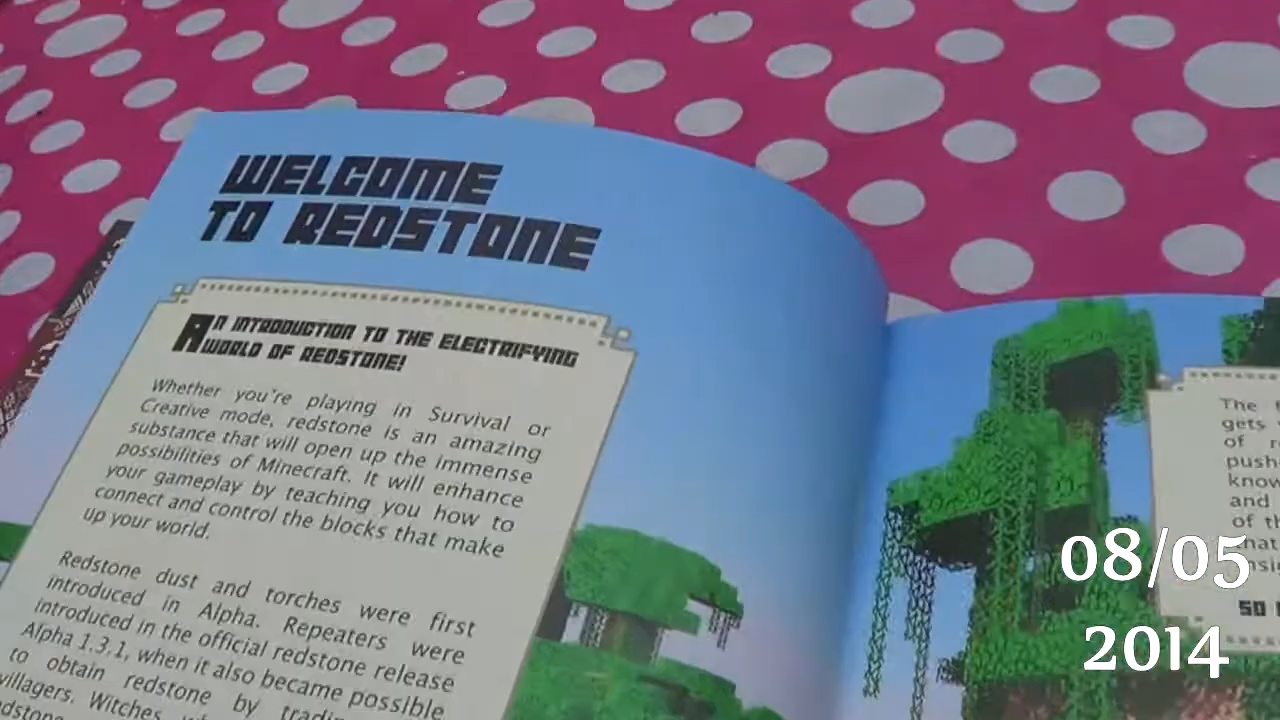 WELCOME
TO REDSTONE
AN INTRODUCTION TO THE ELECTRIFYING
WORLD OF REDSTONE!
Whether you're playing in Survival or
Creative mode, redstone is an amazing
substance that will open up the immense
possibilities of Minecraft. It will enhance
your gameplay by teaching you how to
connect and control the blocks that make
up your world.
Redstone dust and torches were first
introduced in Alpha. Repeaters were
introduced in the official redstone release
Alpha 1.3,1, when it also became possible
to obtain redstone by
villagers. Witches
The
gets
of
and
of th
SO
08/05
2014